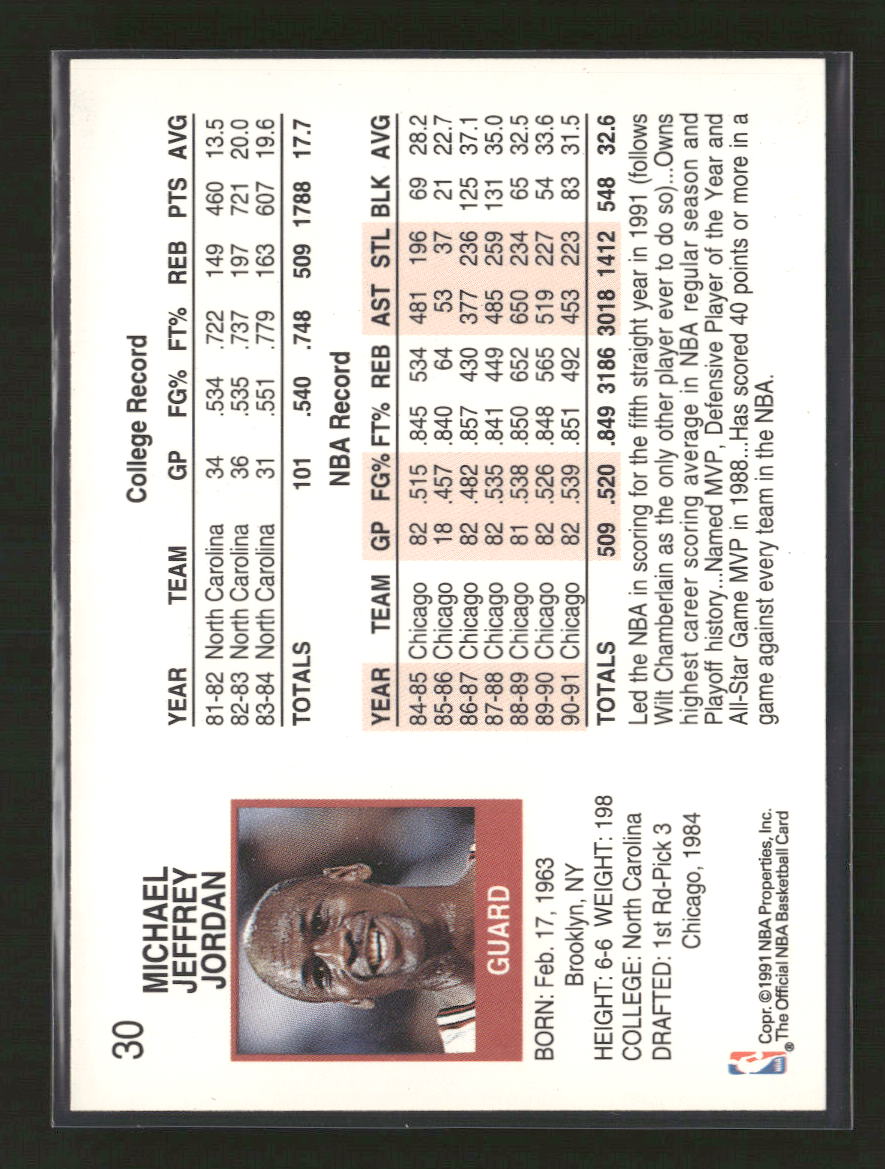 30
MICHAEL
JEFFREY
JORDAN
GUARD
BORN: Feb. 17, 1963
Brooklyn, NY
HEIGHT: 6-6 WEIGHT: 198
COLLEGE: North Carolina
DRAFTED: 1st Rd-Pick 3
Chicago, 1984
NBA
®
Copr. ©1991 NBA Properties, Inc.
The Official NBA Basketball Card
College Record
YEAR TEAM GP FG% FT% REB PTS AVG
81-82 North Carolina 34 .534 .722 149 460 13.5
82-83 North Carolina 36 .535 .737 197 721 20.0
83-84 North Carolina 31 .551 .779 163 607 19.6
TOTALS 101 .540 .748 509 1788 17.7
NBA Record
YEAR TEAM GP FG% FT% REB AST STL BLK AVG
84-85 Chicago 82 .515 .845 534 481 196 69 28.2
85-86 Chicago 18 .457 .840 64 53 37 21 22.7
86-87 Chicago 82 .482 .857 430 377 236 125 37.1
87-88 Chicago 82 .535 .841 449 485 259 131 35.0
88-89 Chicago 81 .538 .850 652 650 234 65 32.5
89-90 Chicago 82 .526 .848 565 519 227 54 33.6
90-91 Chicago 82 .539 .851 492 453 223 83 31.5
TOTALS 509 .520 .849 3186 3018 1412 548 32.6
Led the NBA in scoring for the fifth straight year in 1991 (follows
Wilt Chamberlain as the only other player ever to do so)...Owns
highest career scoring average in NBA regular season and
Playoff history...Named MVP, Defensive Player of the Year and
All-Star Game MVP in 1988...Has scored 40 points or more in a
game against every team in the NBA.